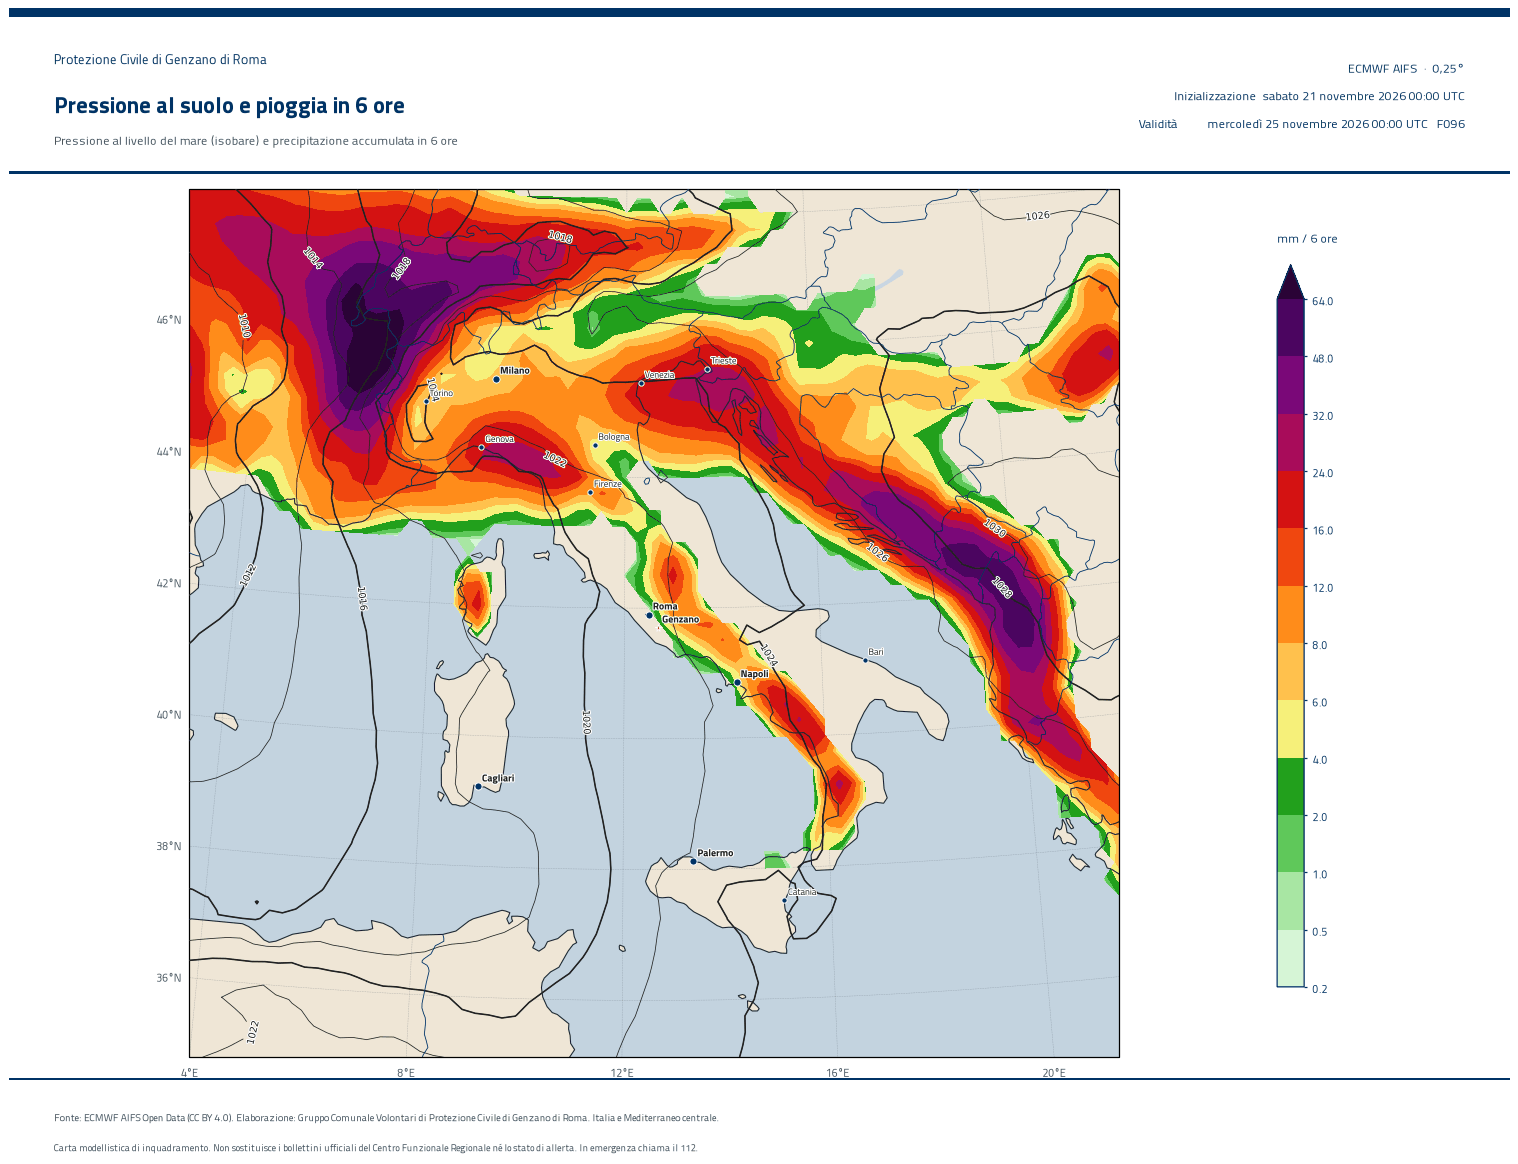 Protezione Civile di Genzano di Roma
Pressione al suolo e pioggia in 6 ore
Pressione al livello del mare (isobare) e precipitazione accumulata in 6 ore
ECMWF AIFS · 0,25°
Inizializzazione sabato 21 novembre 2026 00:00 UTC
Validità mercoledì 25 novembre 2026 00:00 UTC F096
mm / 6 ore
64.0
48.0
32.0
24.0
16.0
12.0
8.0
6.0
4.0
2.0
1.0
0.5
0.2
46°N
44°N
42°N
40°N
38°N
36°N
4°E
8°E
12°E
16°E
20°E
1026
1018
1014
1018
1010
Trieste
Venezia
Milano
Torino
Genova
Bologna
1022
Firenze
1030
1026
1028
1012
1016
Roma
Genzano
1024
Bari
Napoli
1020
Cagliari
Palermo
Catania
1022
Fonte: ECMWF AIFS Open Data (CC BY 4.0). Elaborazione: Gruppo Comunale Volontari di Protezione Civile di Genzano di Roma. Italia e Mediterraneo centrale.
Carta modellistica di inquadramento. Non sostituisce i bollettini ufficiali del Centro Funzionale Regionale né lo stato di allerta. In emergenza chiama il 112.